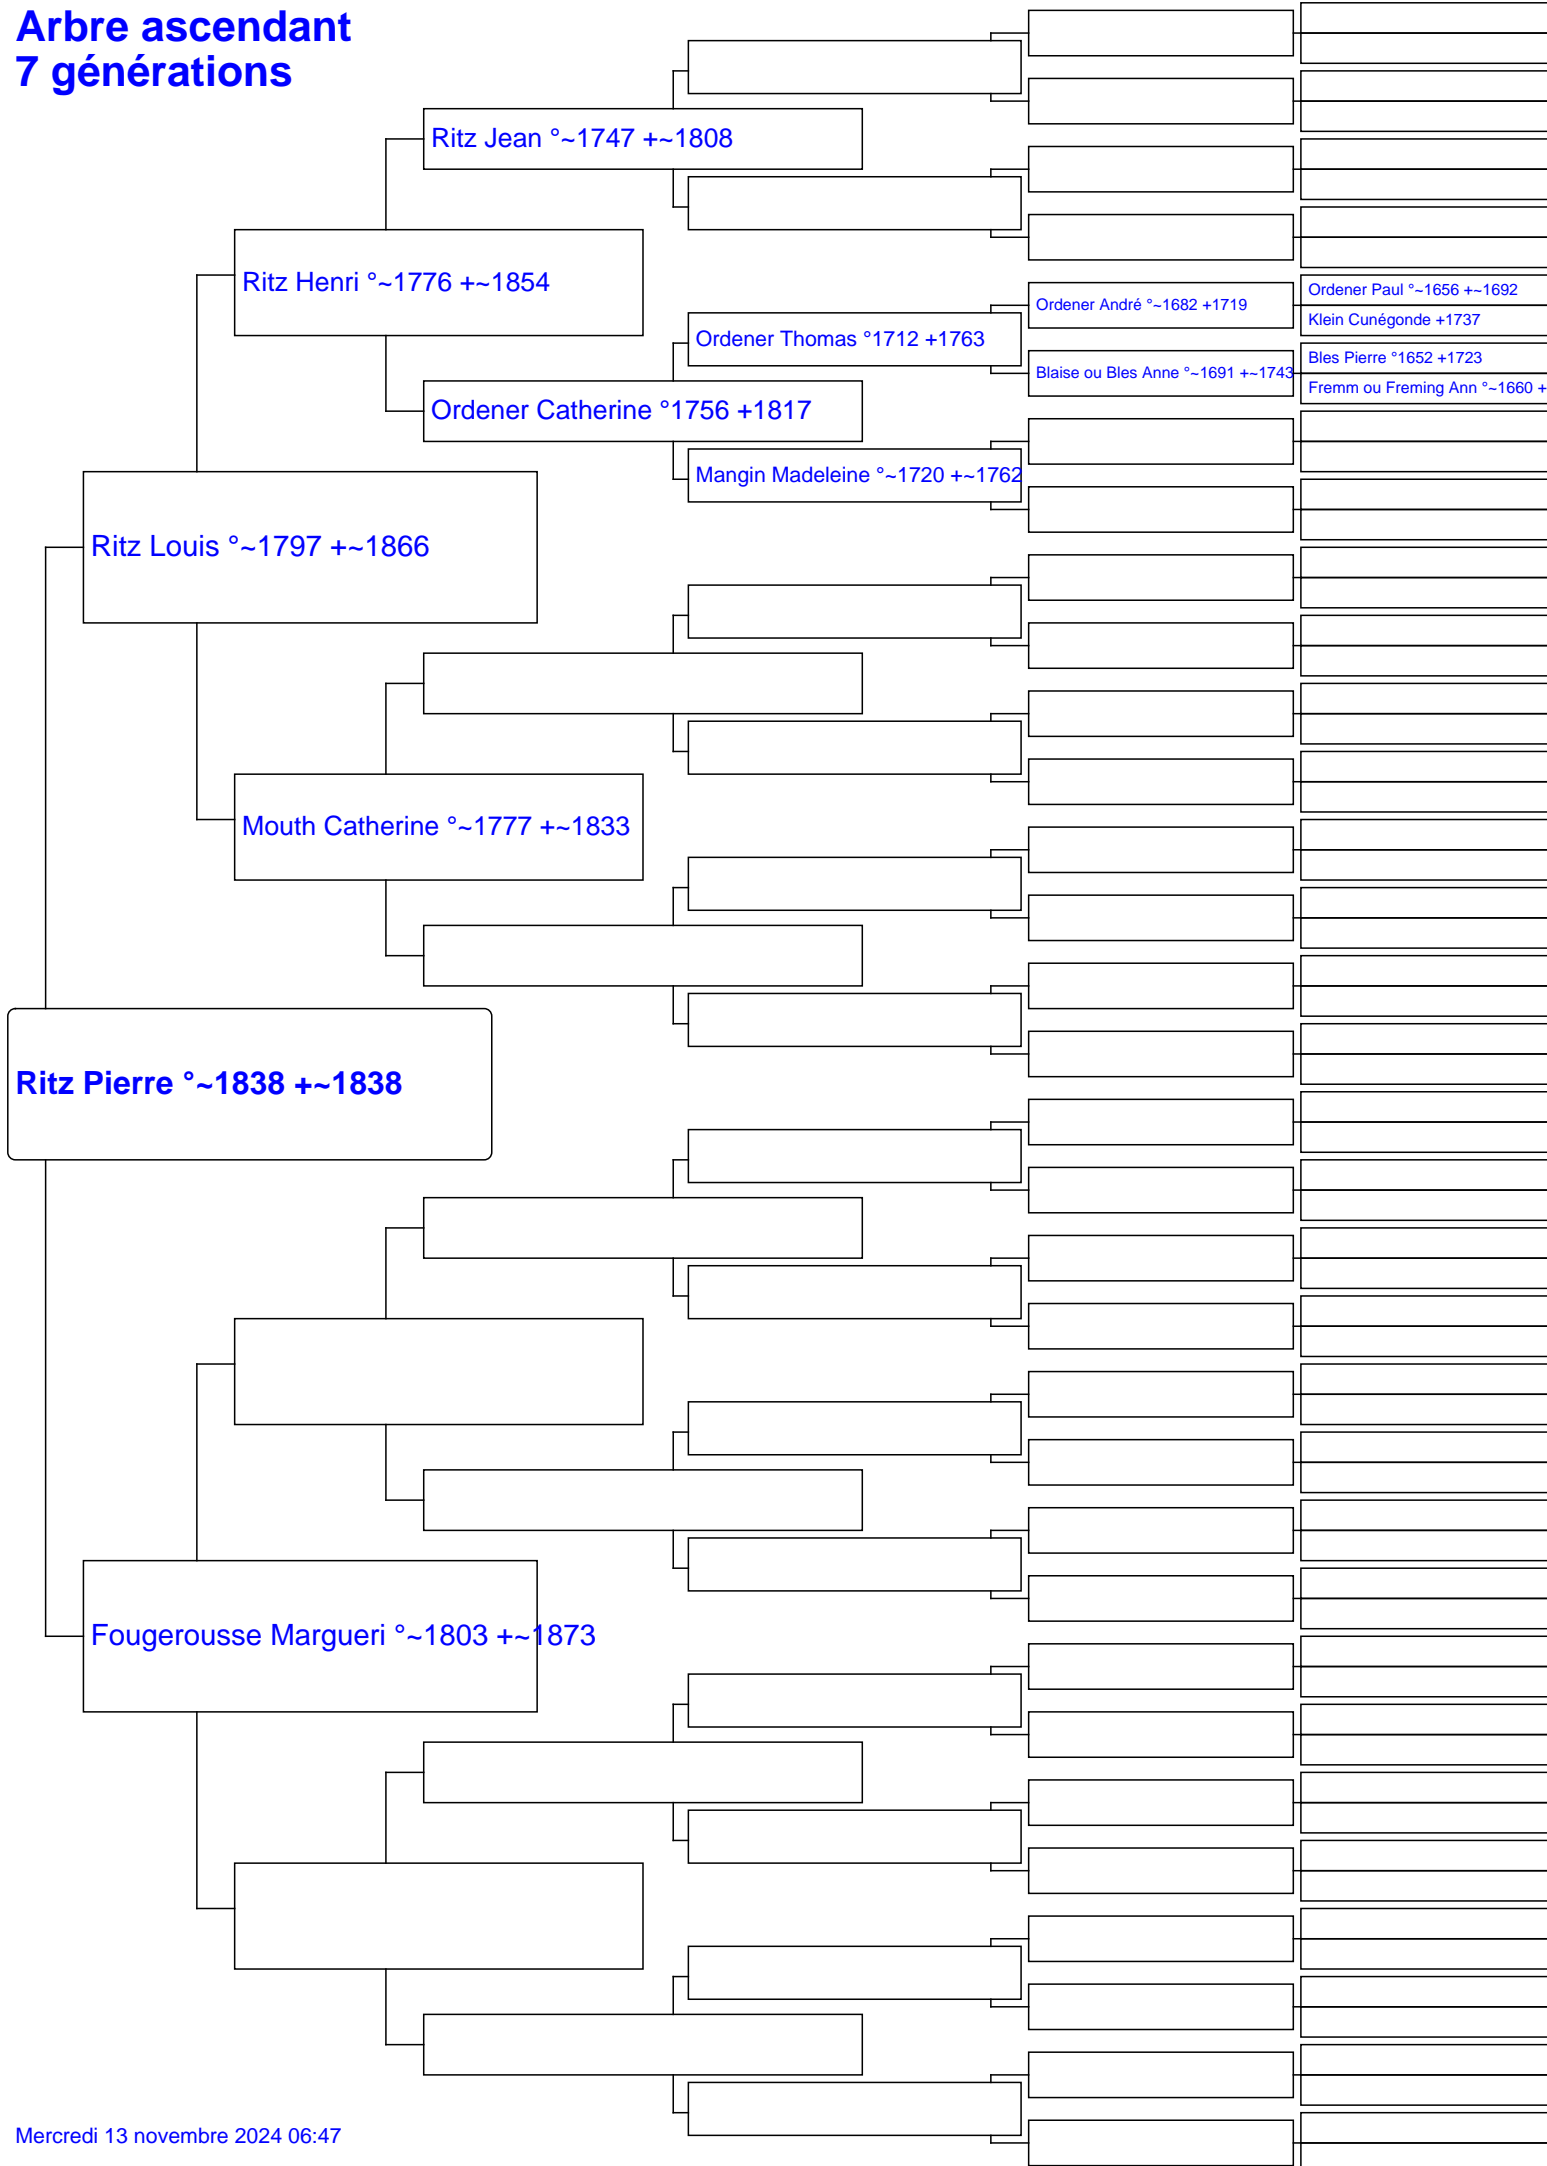 Arbre ascendant
7 générations
Ritz Jean °~1747 +~1808
Ritz Henri °~1776 +~1854
Ordener Paul °~1656 +~1692
Ordener André °~1682 +1719
Klein Cunégonde +1737
Ordener Thomas °1712 +1763
Bles Pierre °1652 +1723
Blaise ou Bles Anne °~1691 +~1743
Fremm ou Freming Ann °~1660 +
Ordener Catherine °1756 +1817
Mangin Madeleine °~1720 +~1762
Ritz Louis °~1797 +~1866
Mouth Catherine °~1777 +~1833
Ritz Pierre °~1838 +~1838
Fougerousse Margueri °~1803 +~1873
Mercredi 13 novembre 2024 06:47